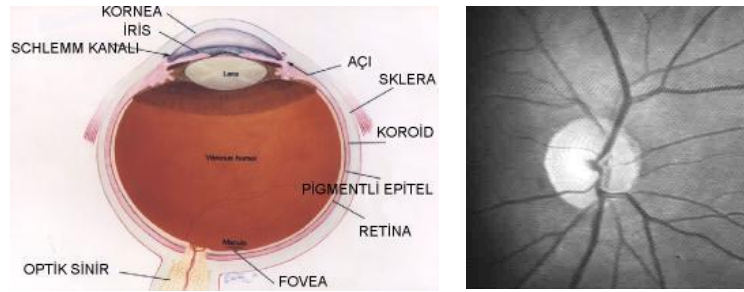 KORNEA
İRİS
SCHLEMM KANALI
AÇI
Lens
SKLERA
KOROİD
Vitreous humor
PİGMENTLİ EPİTEL
RETİNA
Macula
OPTİK SİNİR
FOVEA